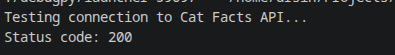 Testing connection to Cat Facts API...
Status code: 200